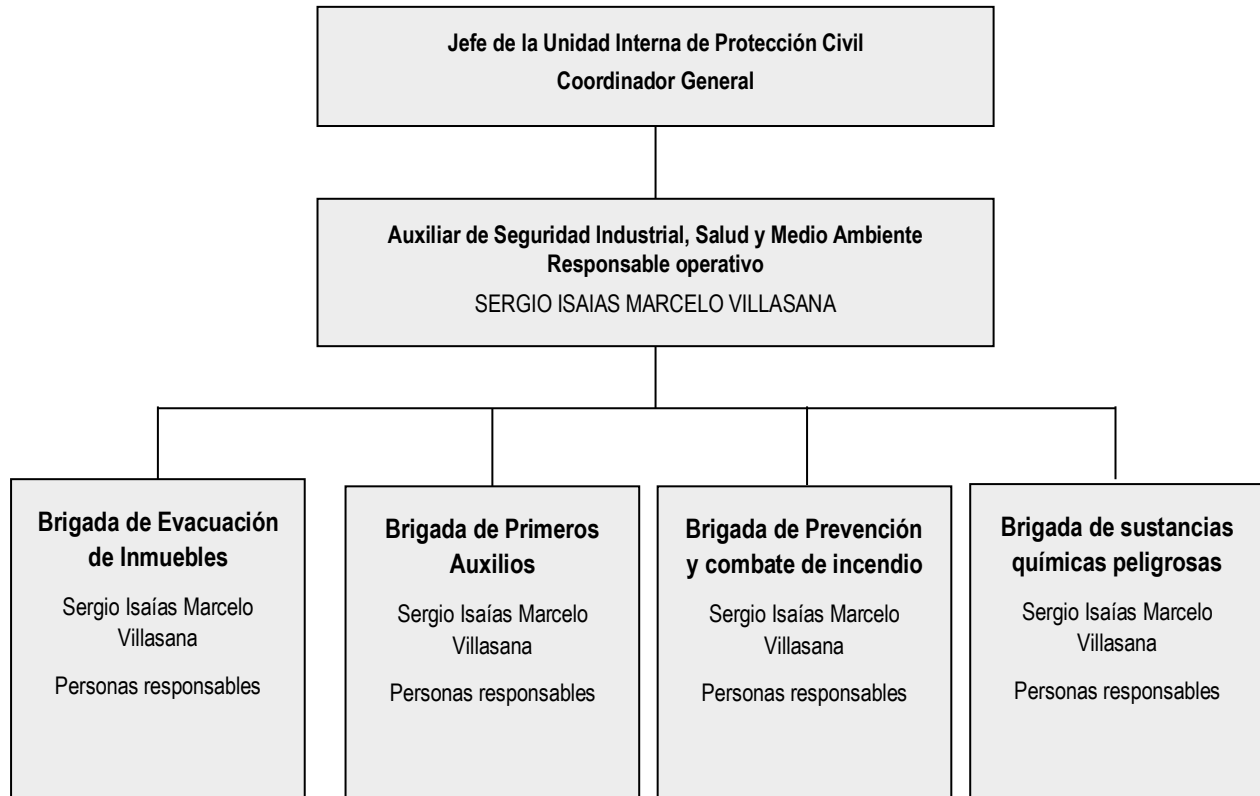 Jefe de la Unidad Interna de Protección Civil
Coordinador General
Auxiliar de Seguridad Industrial, Salud y Medio Ambiente
Responsable operativo
SERGIO ISAIAS MARCELO VILLASANA
Brigada de Evacuación
de Inmuebles
Sergio Isaías Marcelo
Villasana
Personas responsables
Brigada de Primeros
Auxilios
Sergio Isaías Marcelo
Villasana
Personas responsables
Brigada de Prevención
y combate de incendio
Sergio Isaías Marcelo
Villasana
Personas responsables
Brigada de sustancias
químicas peligrosas
Sergio Isaías Marcelo
Villasana
Personas responsables